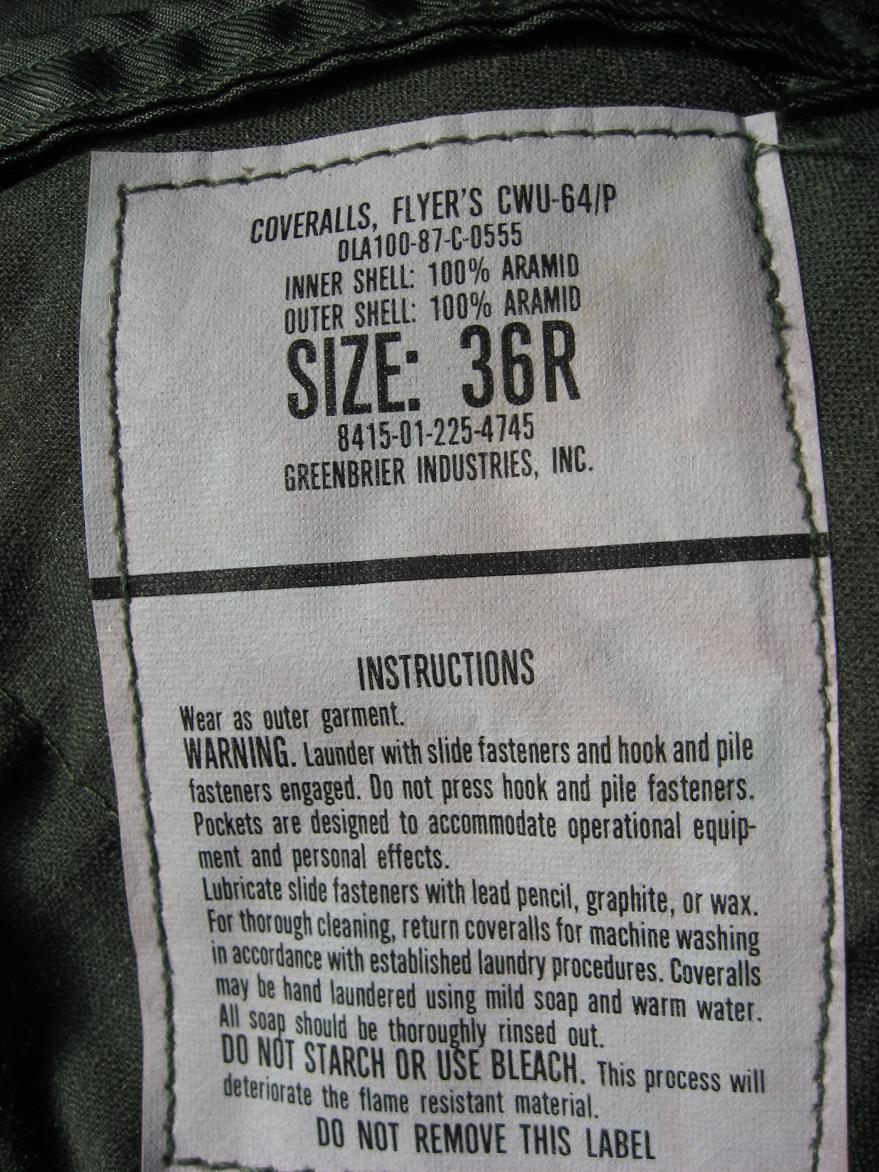 COVERALLS, FLYER'S CWU-64/P
DLA100-87-C-0555
INNER SHELL: 100% ARAMID
OUTER SHELL: 100% ARAMID
SIZE: 36R
8415-01-225-4745
GREENBRIER INDUSTRIES, INC.
INSTRUCTIONS
Wear as outer garment.
WARNING. Launder with slide fasteners and hook and pile
fasteners engaged. Do not press hook and pile fasteners.
Pockets are designed to accommodate operational equip-
ment and personal effects.
Lubricate slide fasteners with lead pencil, graphite, or wax.
For thorough cleaning, return coveralls for machine washing
in accordance with established laundry procedures. Coveralls
may be hand laundered using mild soap and warm water.
All soap should be thoroughly rinsed out.
DO NOT STARCH OR USE BLEACH. This process will
deteriorate the flame resistant material.
DO NOT REMOVE THIS LABEL